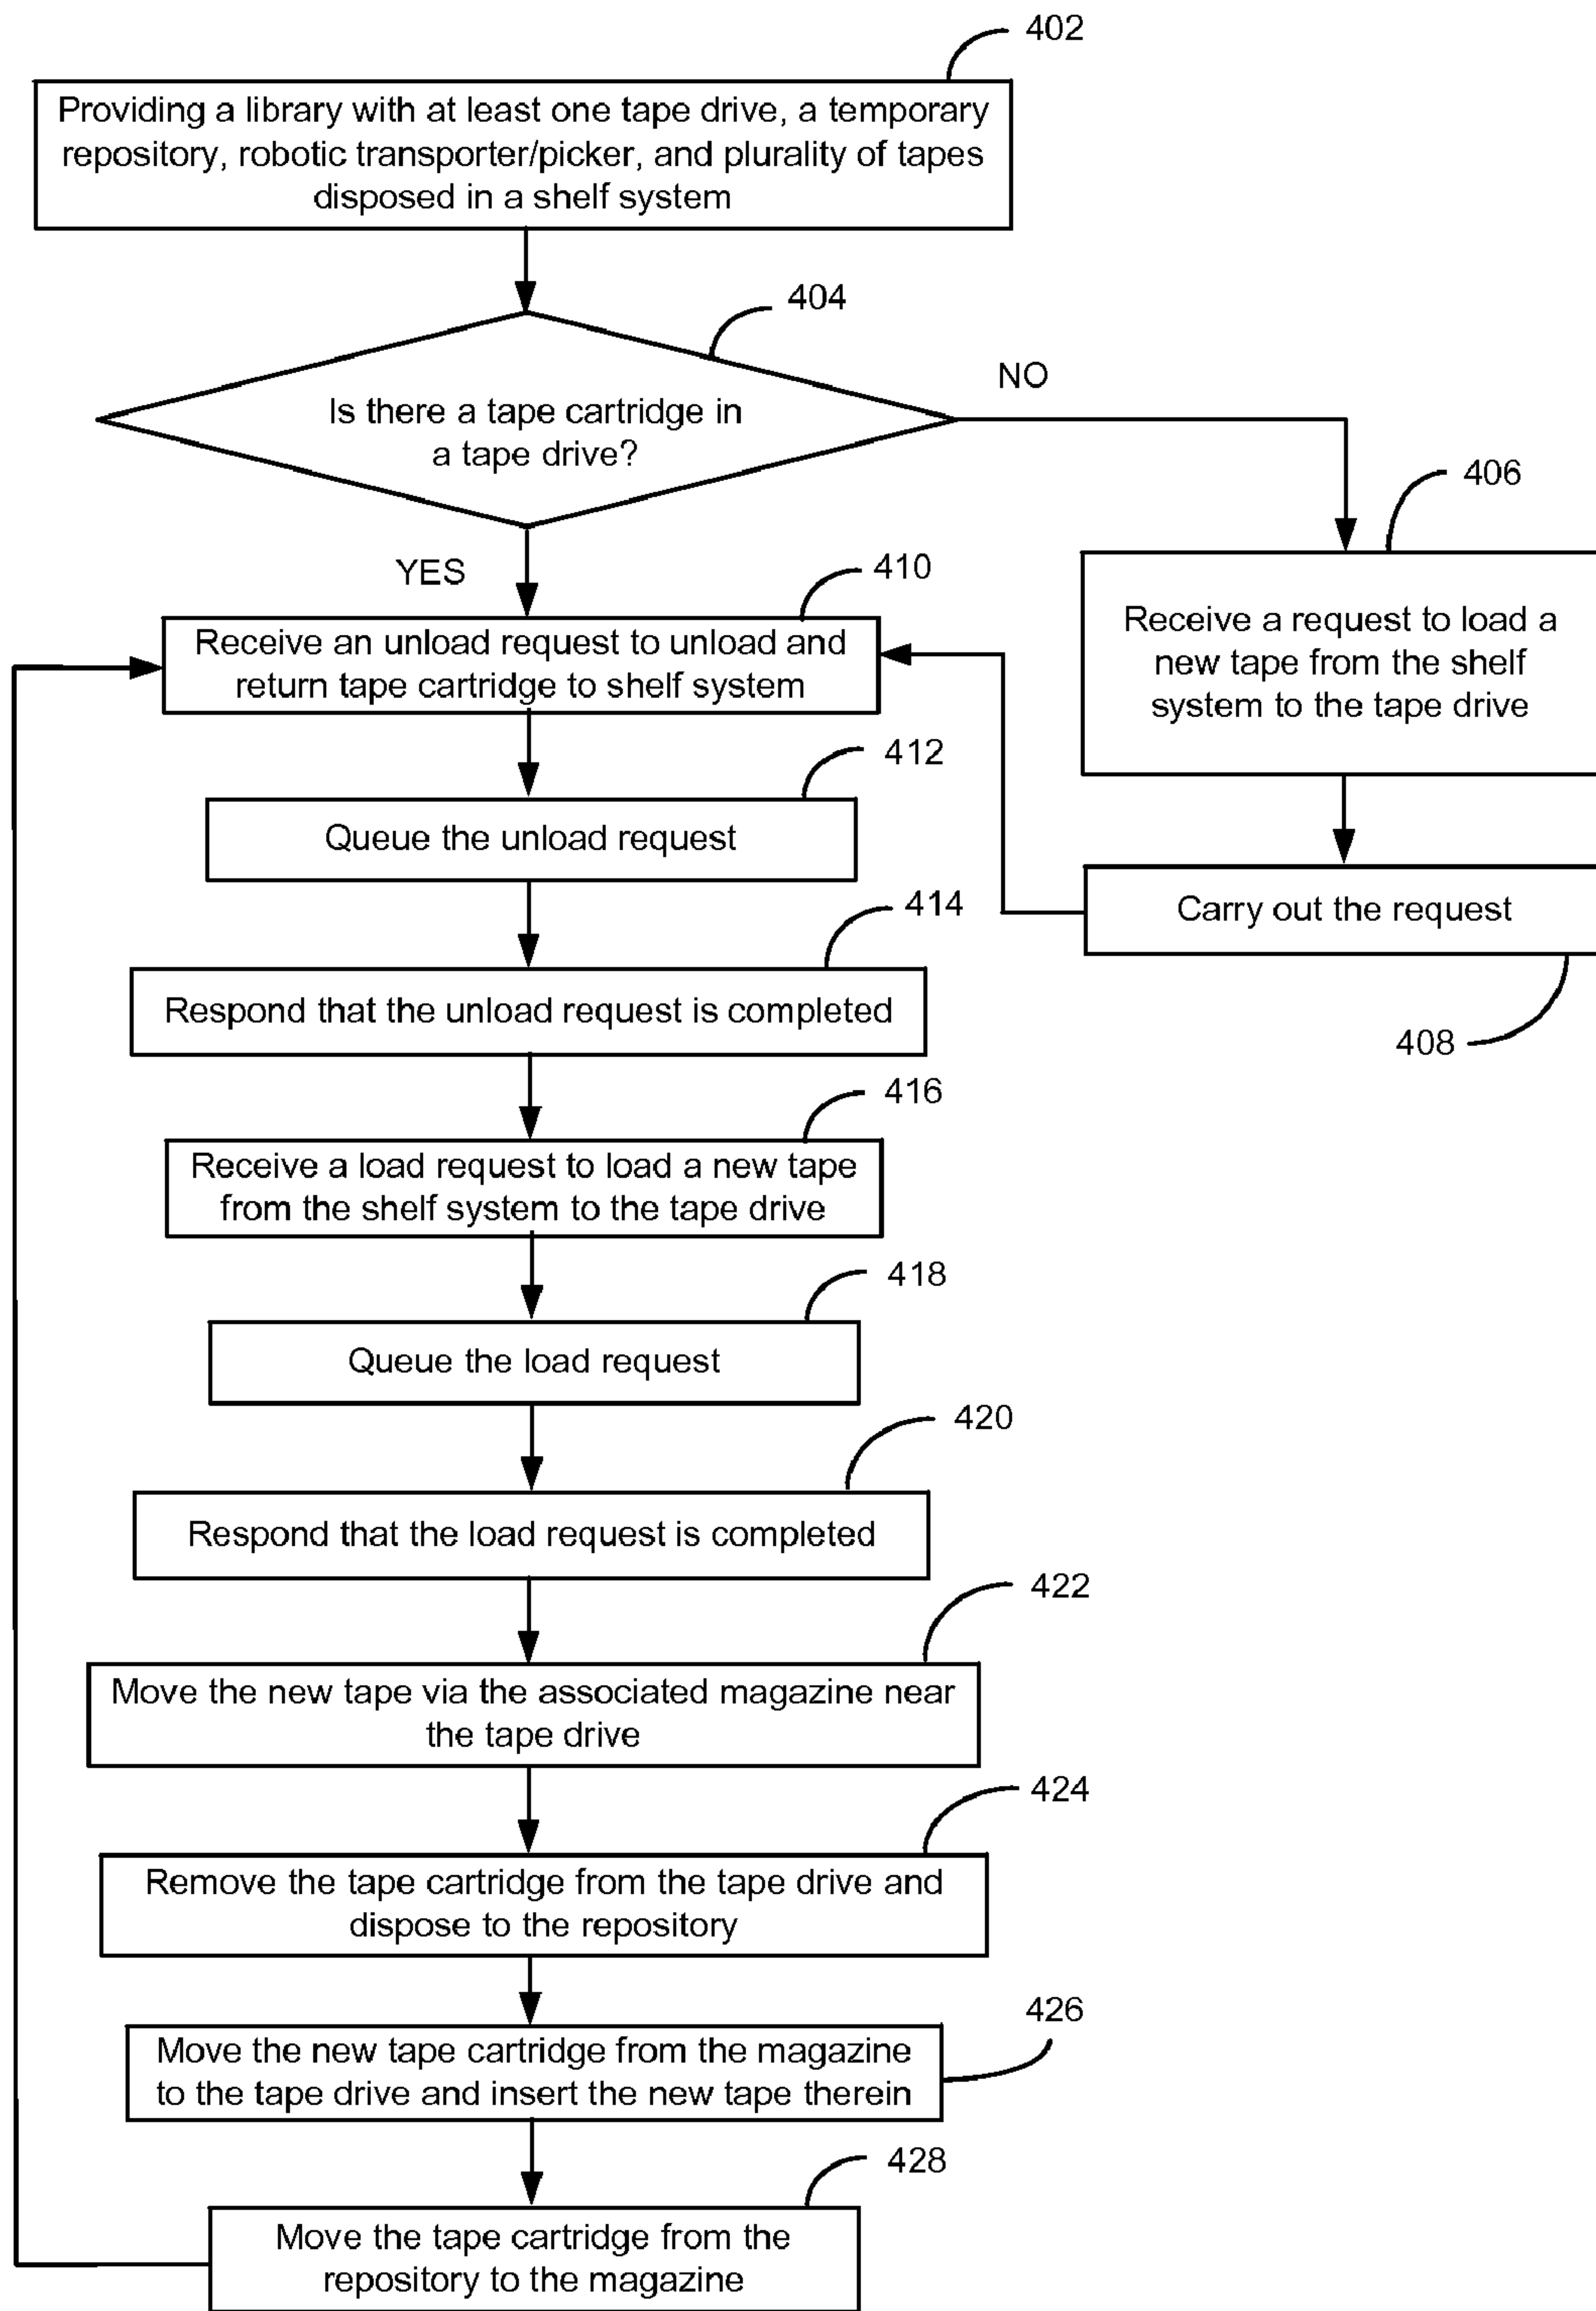 402
Providing a library with at least one tape drive, a temporary
repository, robotic transporter/picker, and plurality of tapes
disposed in a shelf system
404
Is there a tape cartridge in
a tape drive?
NO
406
Receive a request to load a
new tape from the shelf
system to the tape drive
Carry out the request
408
YES
410
Receive an unload request to unload and
return tape cartridge to shelf system
412
Queue the unload request
414
Respond that the unload request is completed
416
Receive a load request to load a new tape
from the shelf system to the tape drive
418
Queue the load request
420
Respond that the load request is completed
422
Move the new tape via the associated magazine near
the tape drive
424
Remove the tape cartridge from the tape drive and
dispose to the repository
426
Move the new tape cartridge from the magazine
to the tape drive and insert the new tape therein
428
Move the tape cartridge from the
repository to the magazine